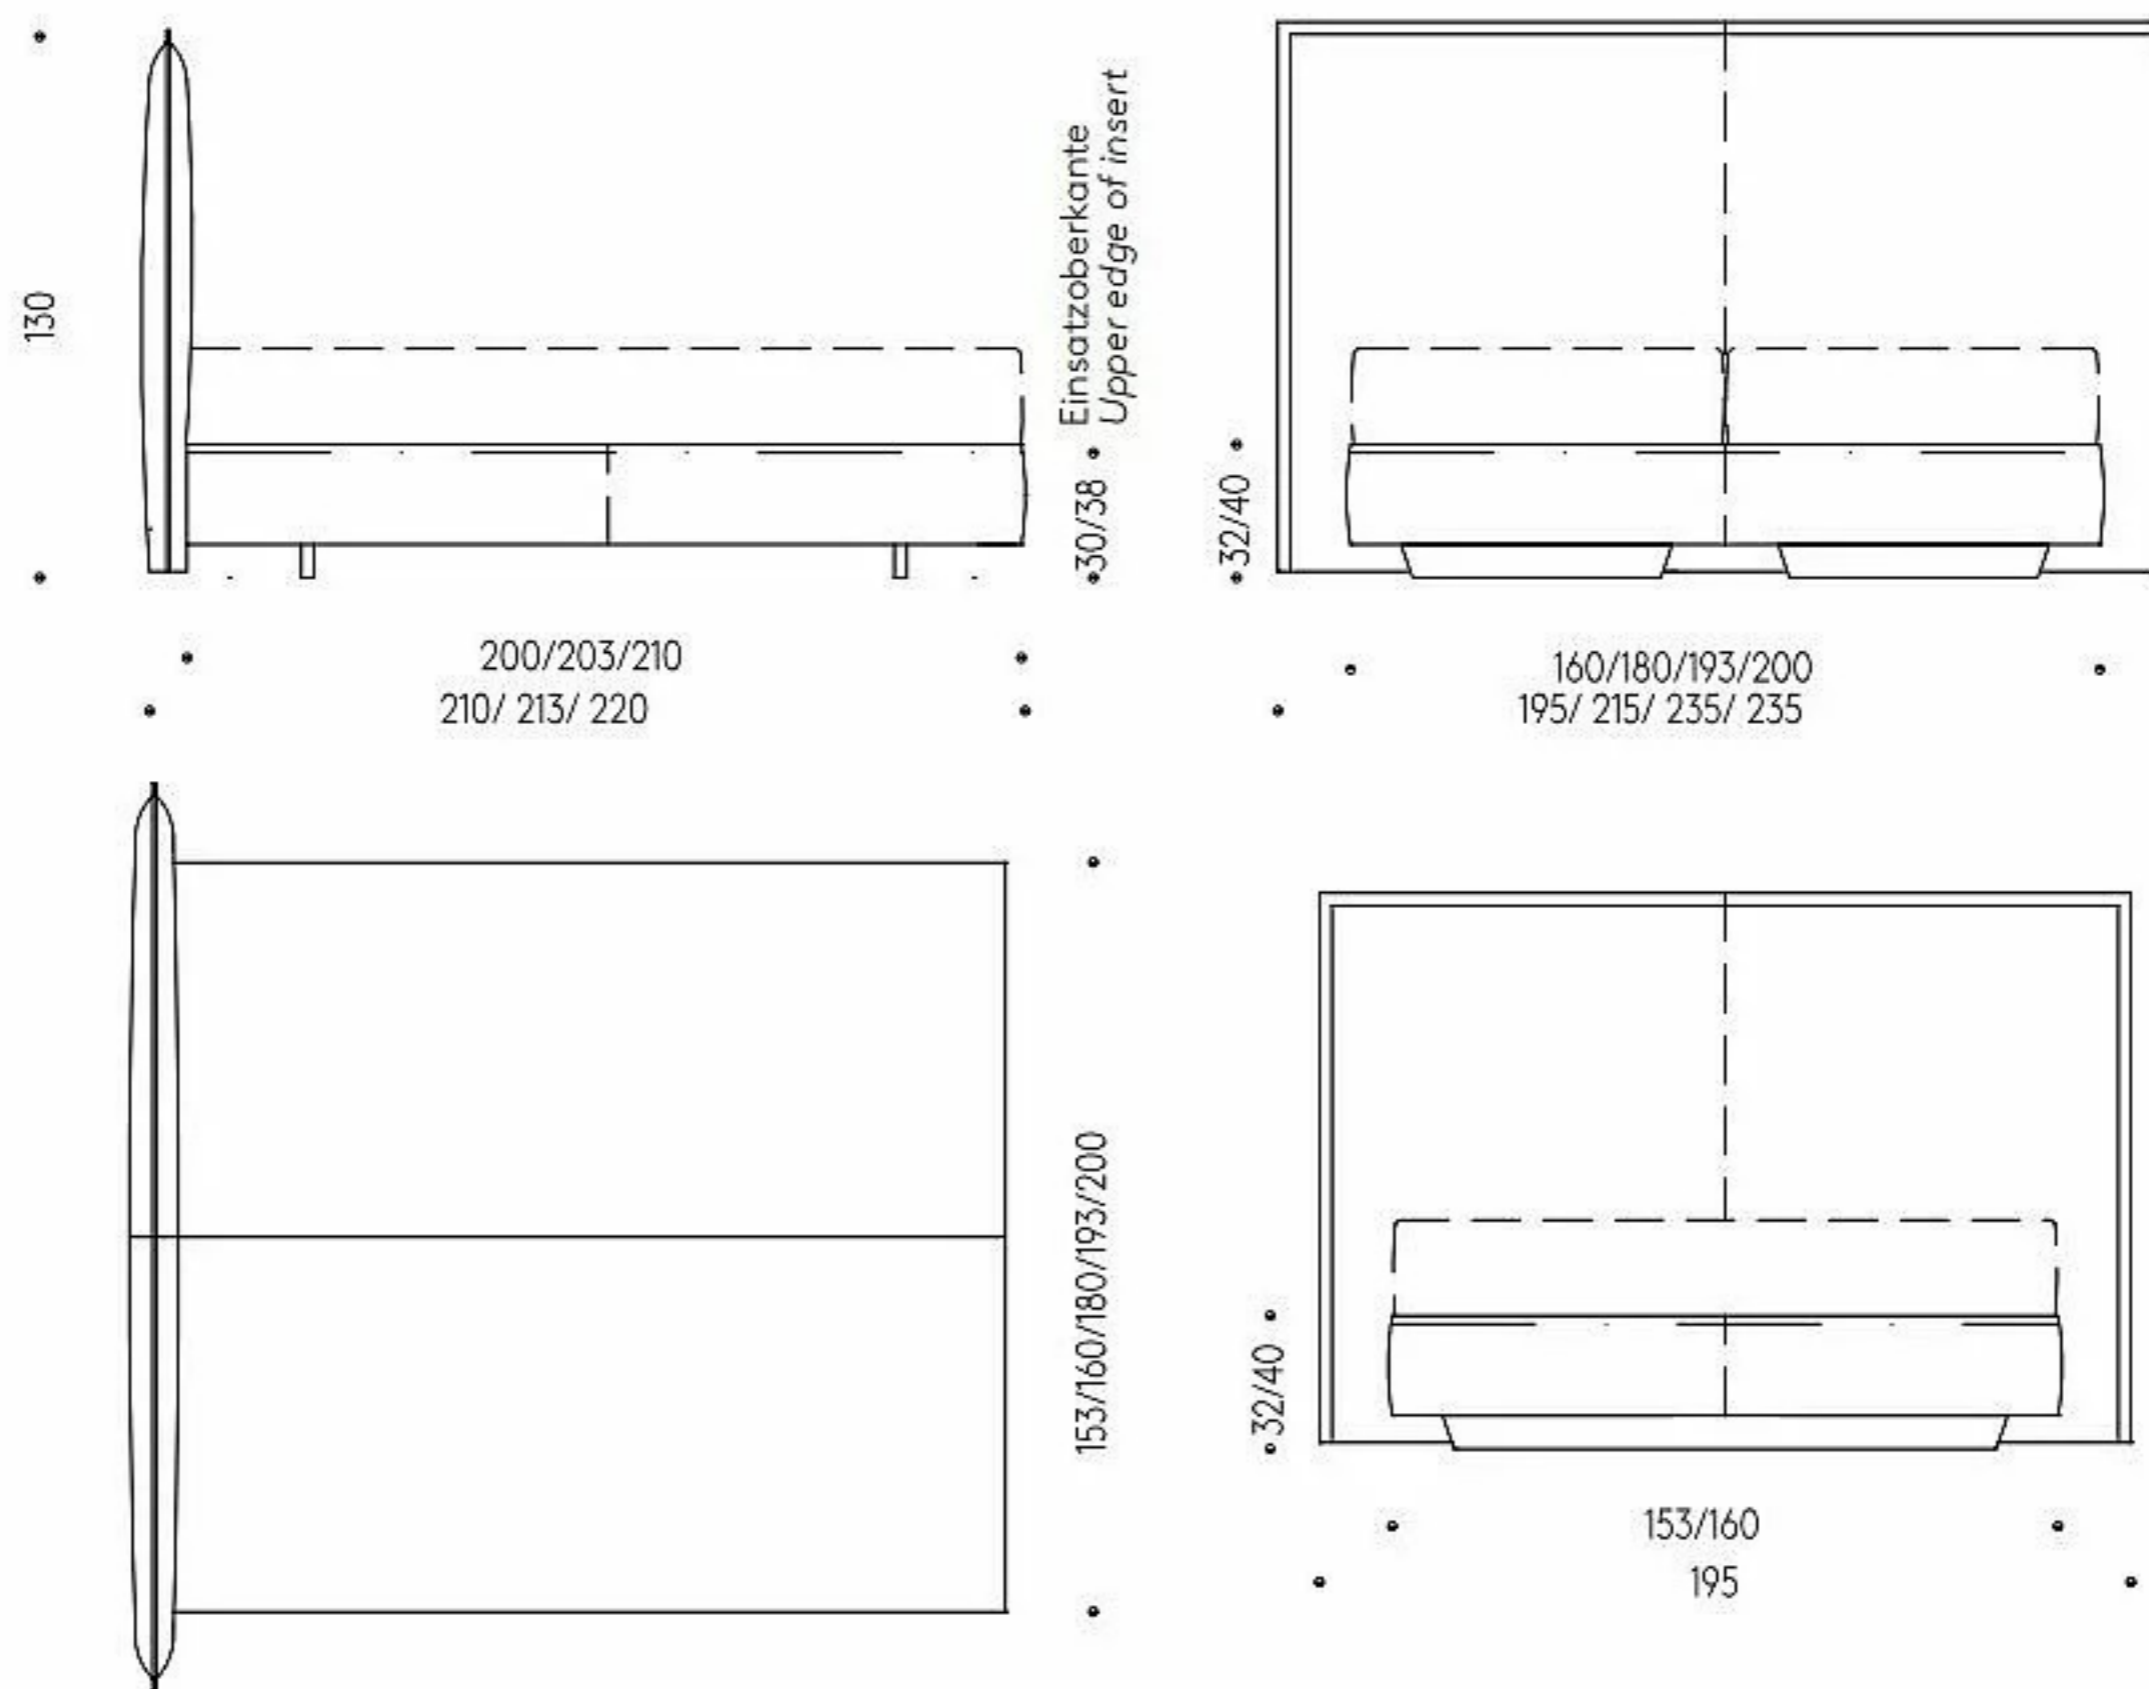 130
Einsatzoberkante
Upper edge of insert
30/38
200/203/210
210/ 213/ 220
32/40
160/180/193/200
195/ 215/ 235/ 235
153/160/180/193/200
32/40
153/160
195